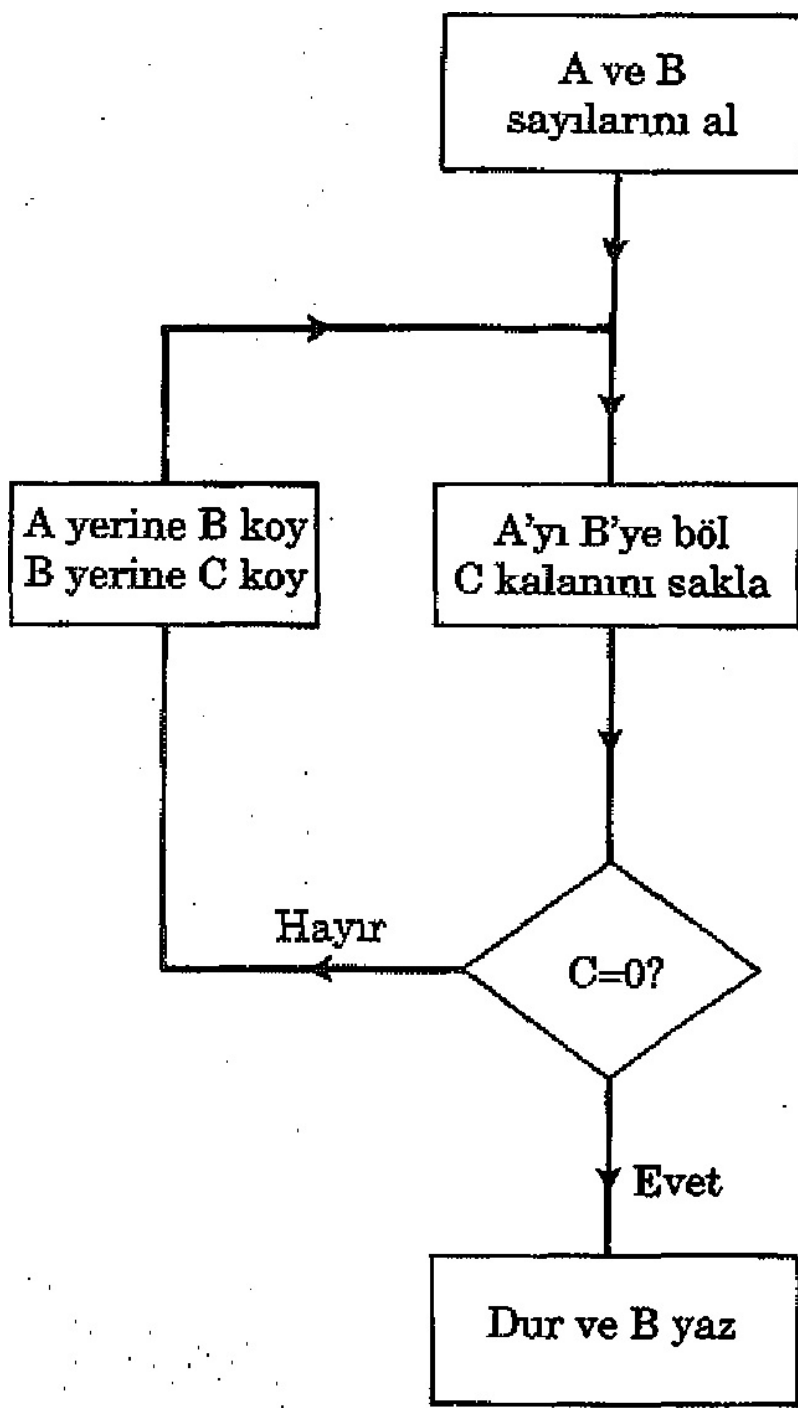 A ve B
sayılarını al
A yerine B koy
B yerine C koy
A'yı B'ye böl
C kalanını sakla
Hayır
C=0?
Evet
Dur ve B yaz